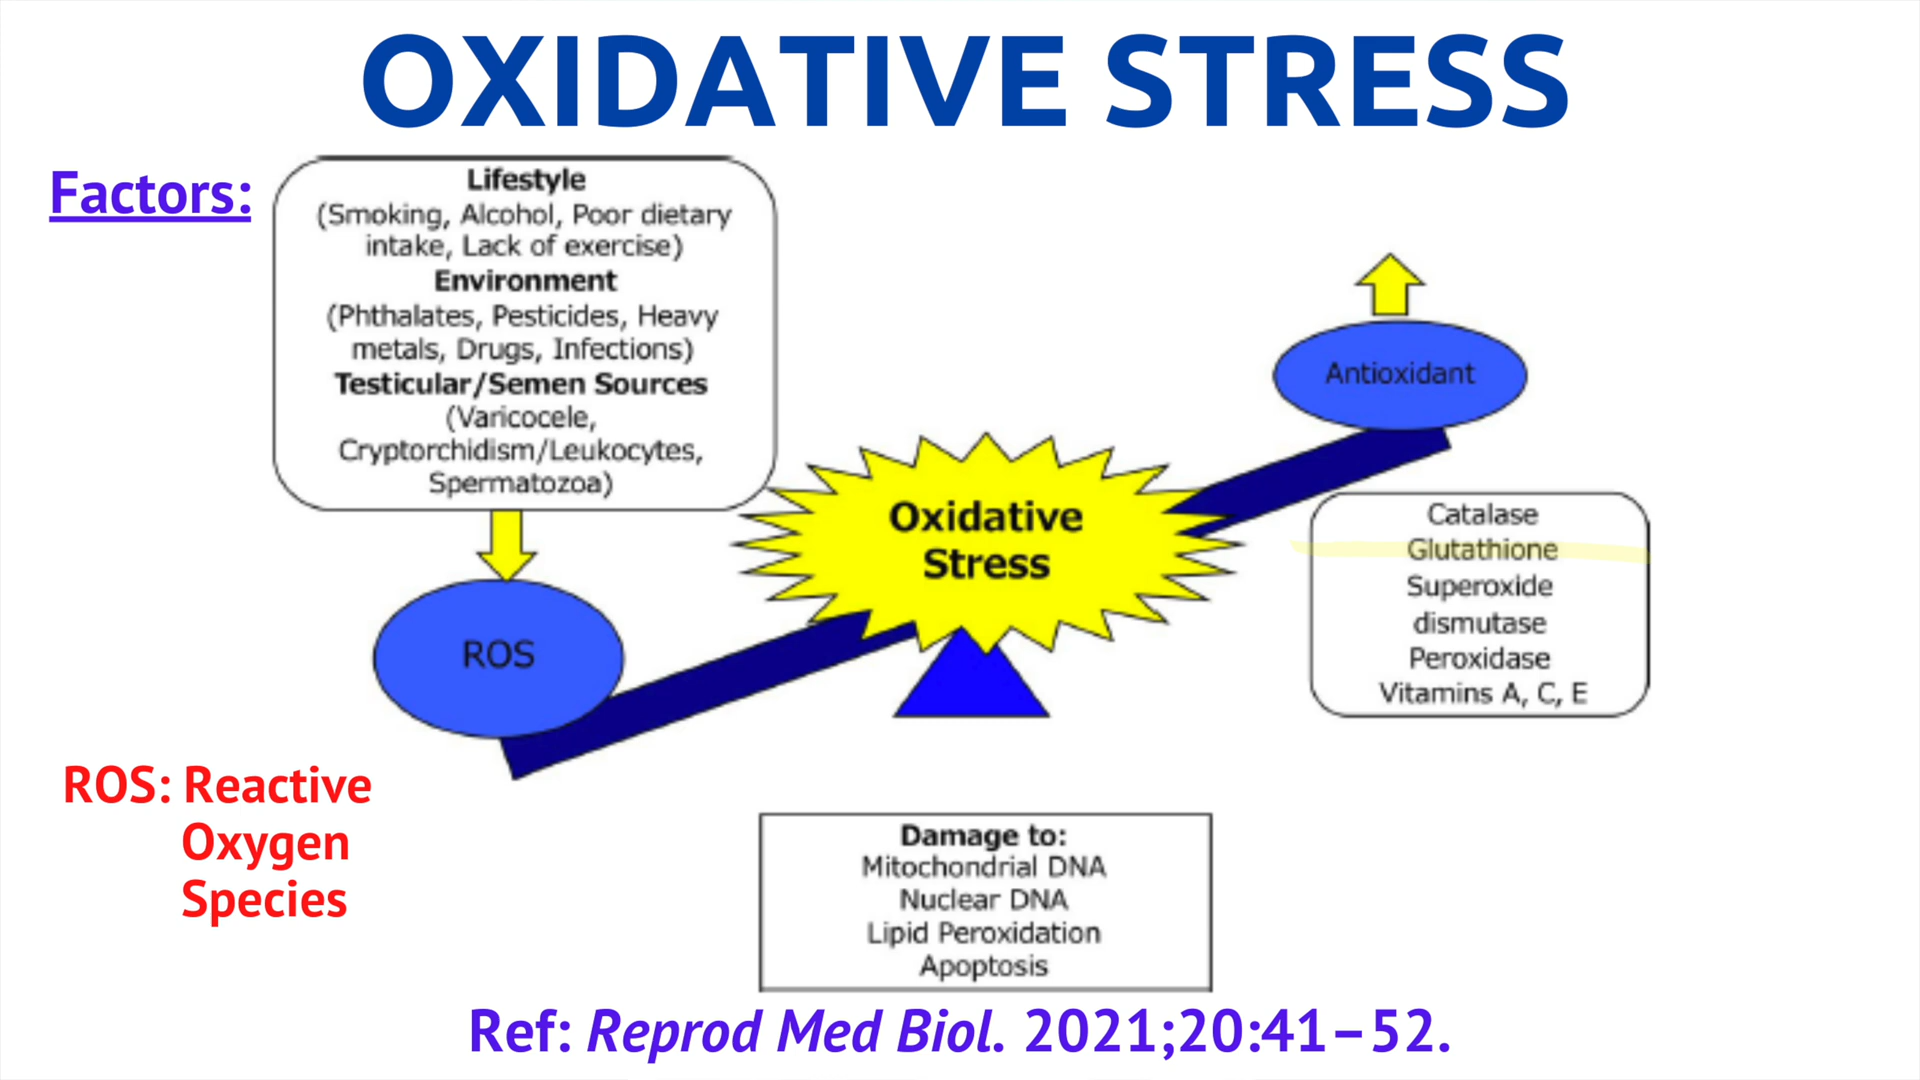 OXIDATIVE STRESS
Factors:
Lifestyle
(Smoking, Alcohol, Poor dietary
intake, Lack of exercise)
Environment
(Phthalates, Pesticides, Heavy
metals, Drugs, Infections)
Testicular/Semen Sources
(Varicocele,
Cryptorchidism/Leukocytes,
Spermatozoa)
Antioxidant
Oxidative
Stress
Catalase
Glutathione
Superoxide
dismutase
Peroxidase
Vitamins A, C, E
ROS
ROS: Reactive
Oxygen
Species
Damage to:
Mitochondrial DNA
Nuclear DNA
Lipid Peroxidation
Apoptosis
Ref: Reprod Med Biol. 2021;20:41–52.